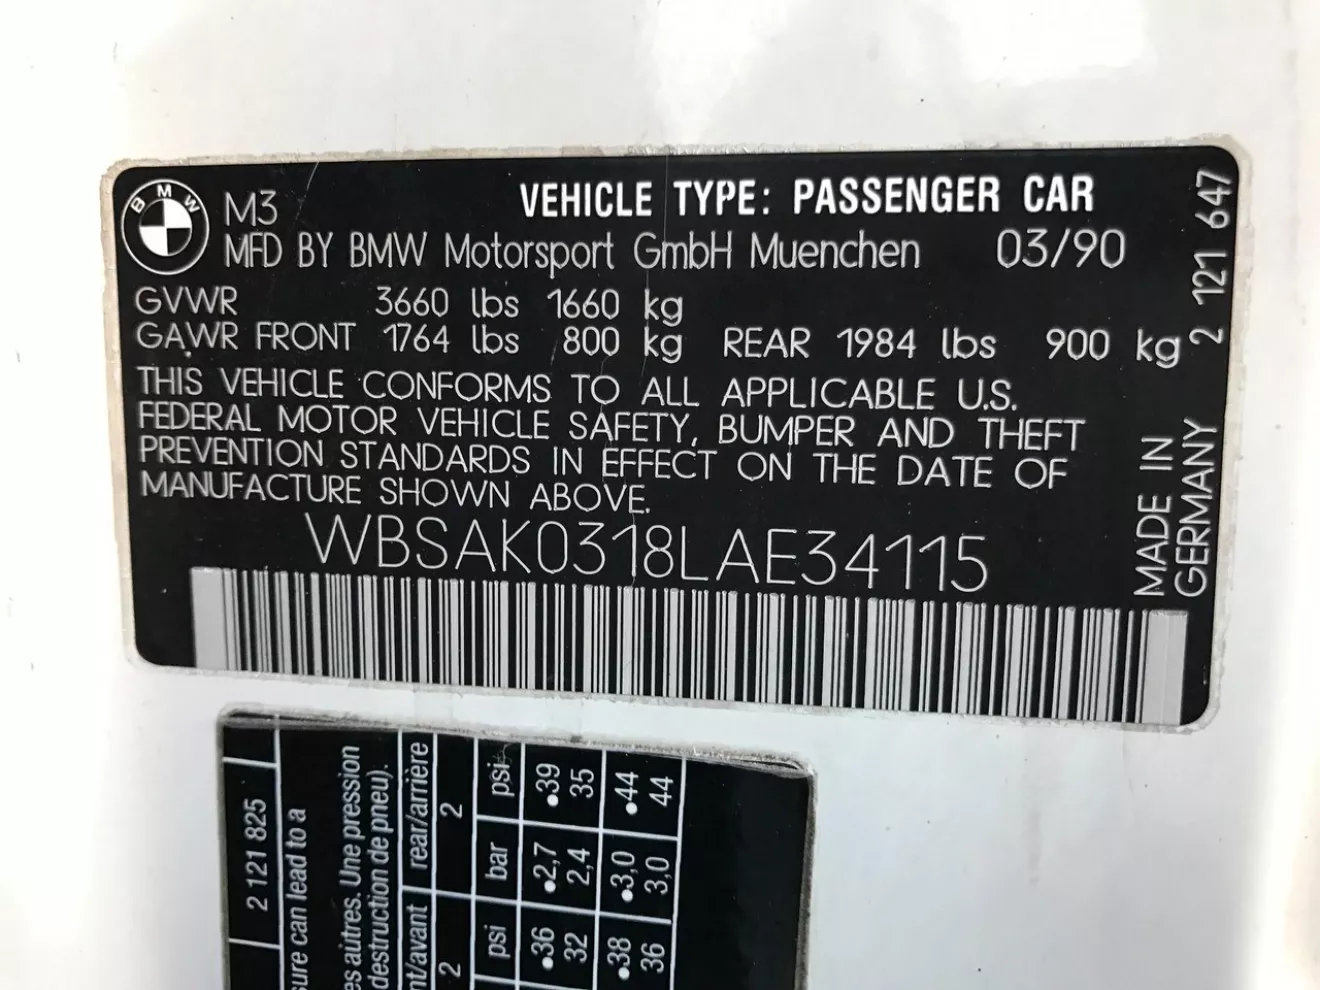 BMW
M3
VEHICLE TYPE: PASSENGER CAR
MFD BY BMW Motorsport GmbH Muenchen 03/90
GVWR 3660 lbs 1660 kg
GAWR FRONT 1764 lbs 800 kg REAR 1984 lbs 900 kg
THIS VEHICLE CONFORMS TO ALL APPLICABLE U.S.
FEDERAL MOTOR VEHICLE SAFETY, BUMPER AND THEFT
PREVENTION STANDARDS IN EFFECT ON THE DATE OF
MANUFACTURE SHOWN ABOVE.
WBSAK0318LAE34115
2 121 647
MADE IN
GERMANY
2 121 825
sure can lead to a
es autres. Une pression
destruction de pneu).
nt/avant rear/arrière
2 2
psi bar psi
•36 •2,7 •39
32 2,4 35
•38 •3,0 •44
36 3,0 44